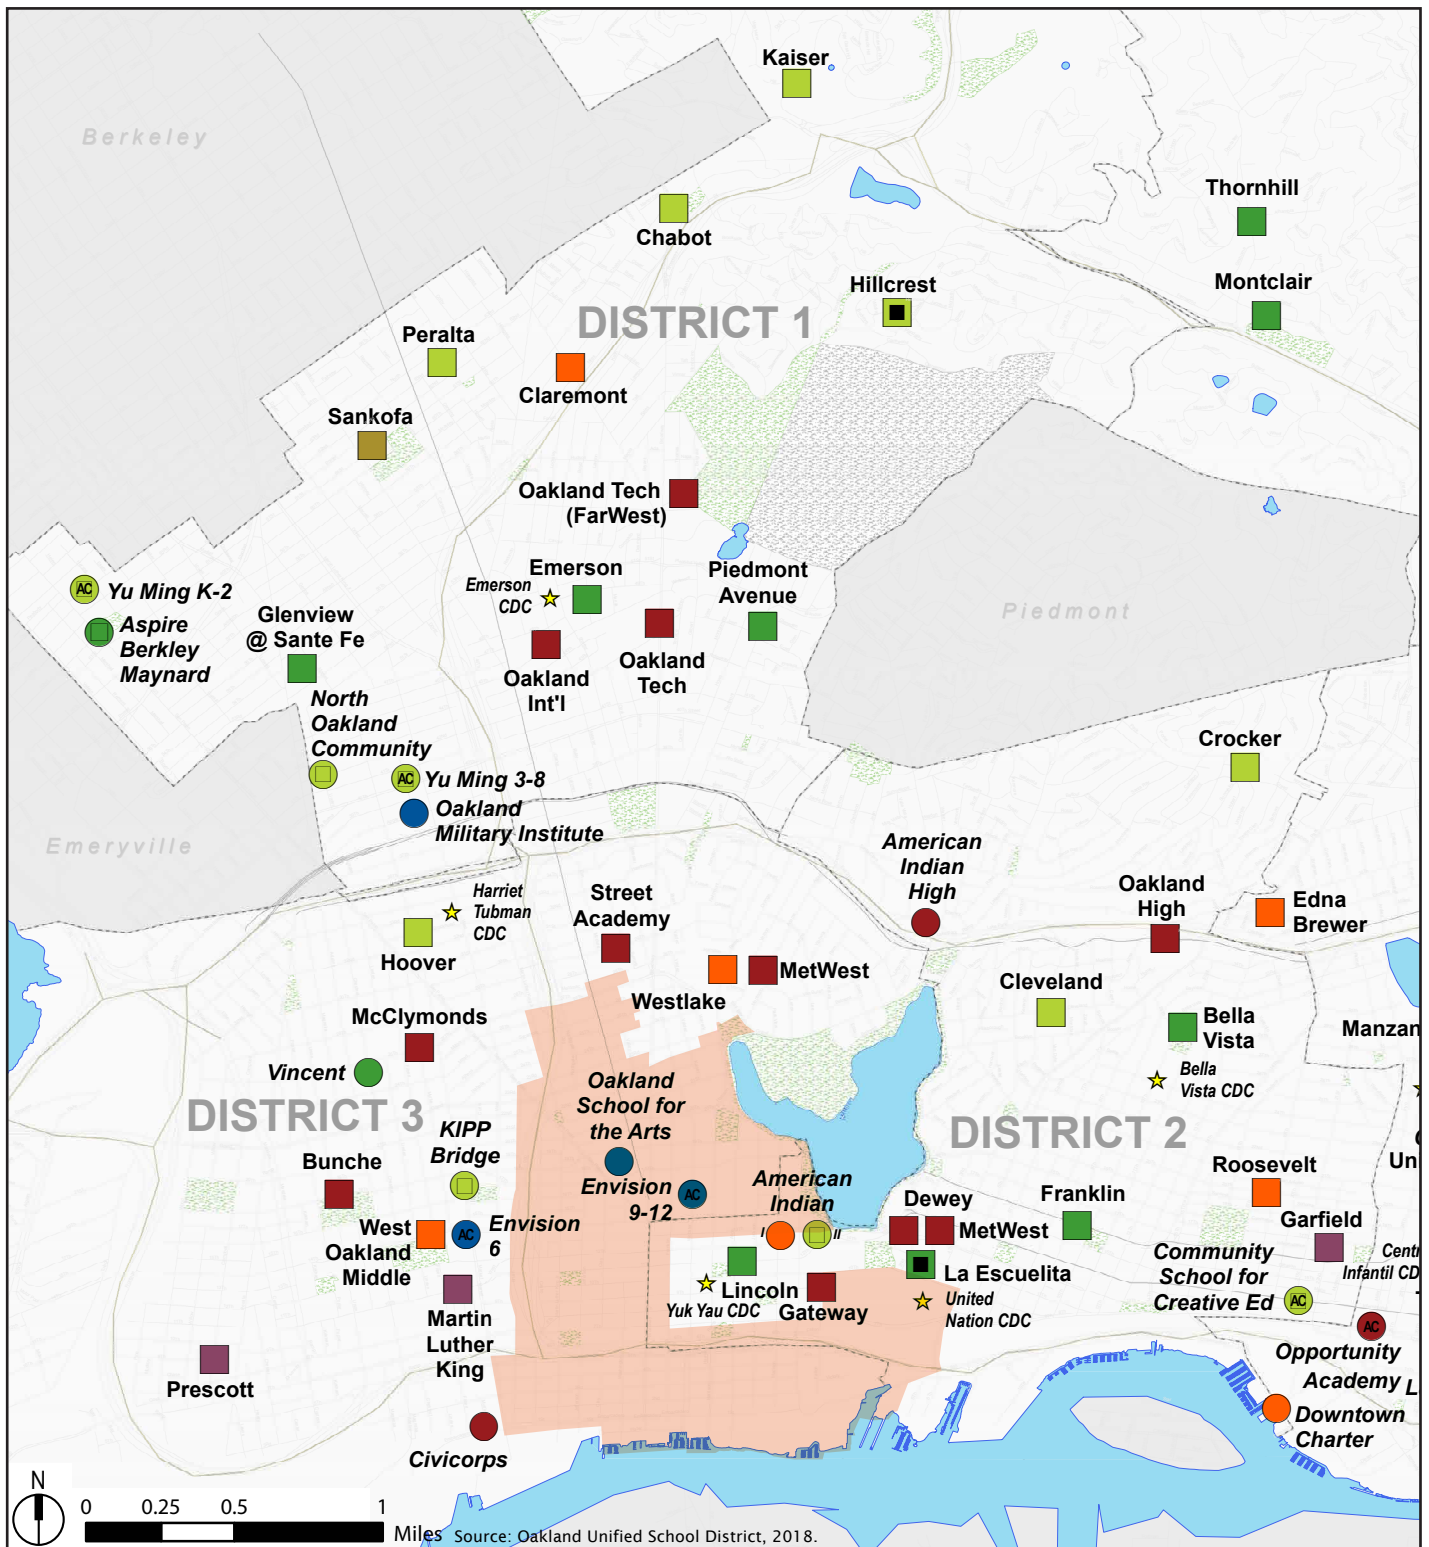 Kaiser
Berkeley
Thornhill
Chabot
Montclair
Hillcrest
DISTRICT 1
Peralta
Claremont
Sankofa
Oakland Tech
(FarWest)
Emerson
Emerson
CDC
Piedmont
Avenue
AC
Yu Ming K-2
Piedmont
Glenview
@ Sante Fe
Aspire
Berkley
Maynard
Oakland
Tech
Oakland
Int'l
North
Oakland
Community
Crocker
AC
Yu Ming 3-8
Oakland
Military Institute
Emeryville
American
Indian
High
Oakland
High
Edna
Brewer
Harriet
Tubman
CDC
Street
Academy
Hoover
MetWest
Westlake
Cleveland
McClymonds
Bella
Vista
Manzan
Vincent
Bella
Vista CDC
Oakland
School for
the Arts
DISTRICT 3
DISTRICT 2
KIPP
Bridge
Un
Bunche
Roosevelt
American
Indian
I
II
Envision
9-12
AC
Dewey
MetWest
Franklin
Garfield
West
Oakland
Middle
AC
Envision
6
Community
School for
Creative Ed
AC
Centr
Infantil CD
La Escuelita
Lincoln
Yuk Yau CDC
Gateway
United
Nation CDC
Martin
Luther
King
AC
Opportunity
Academy
L
Prescott
Downtown
Charter
Civicorps
N
0
0.25
0.5
1
Miles
Source: Oakland Unified School District, 2018.